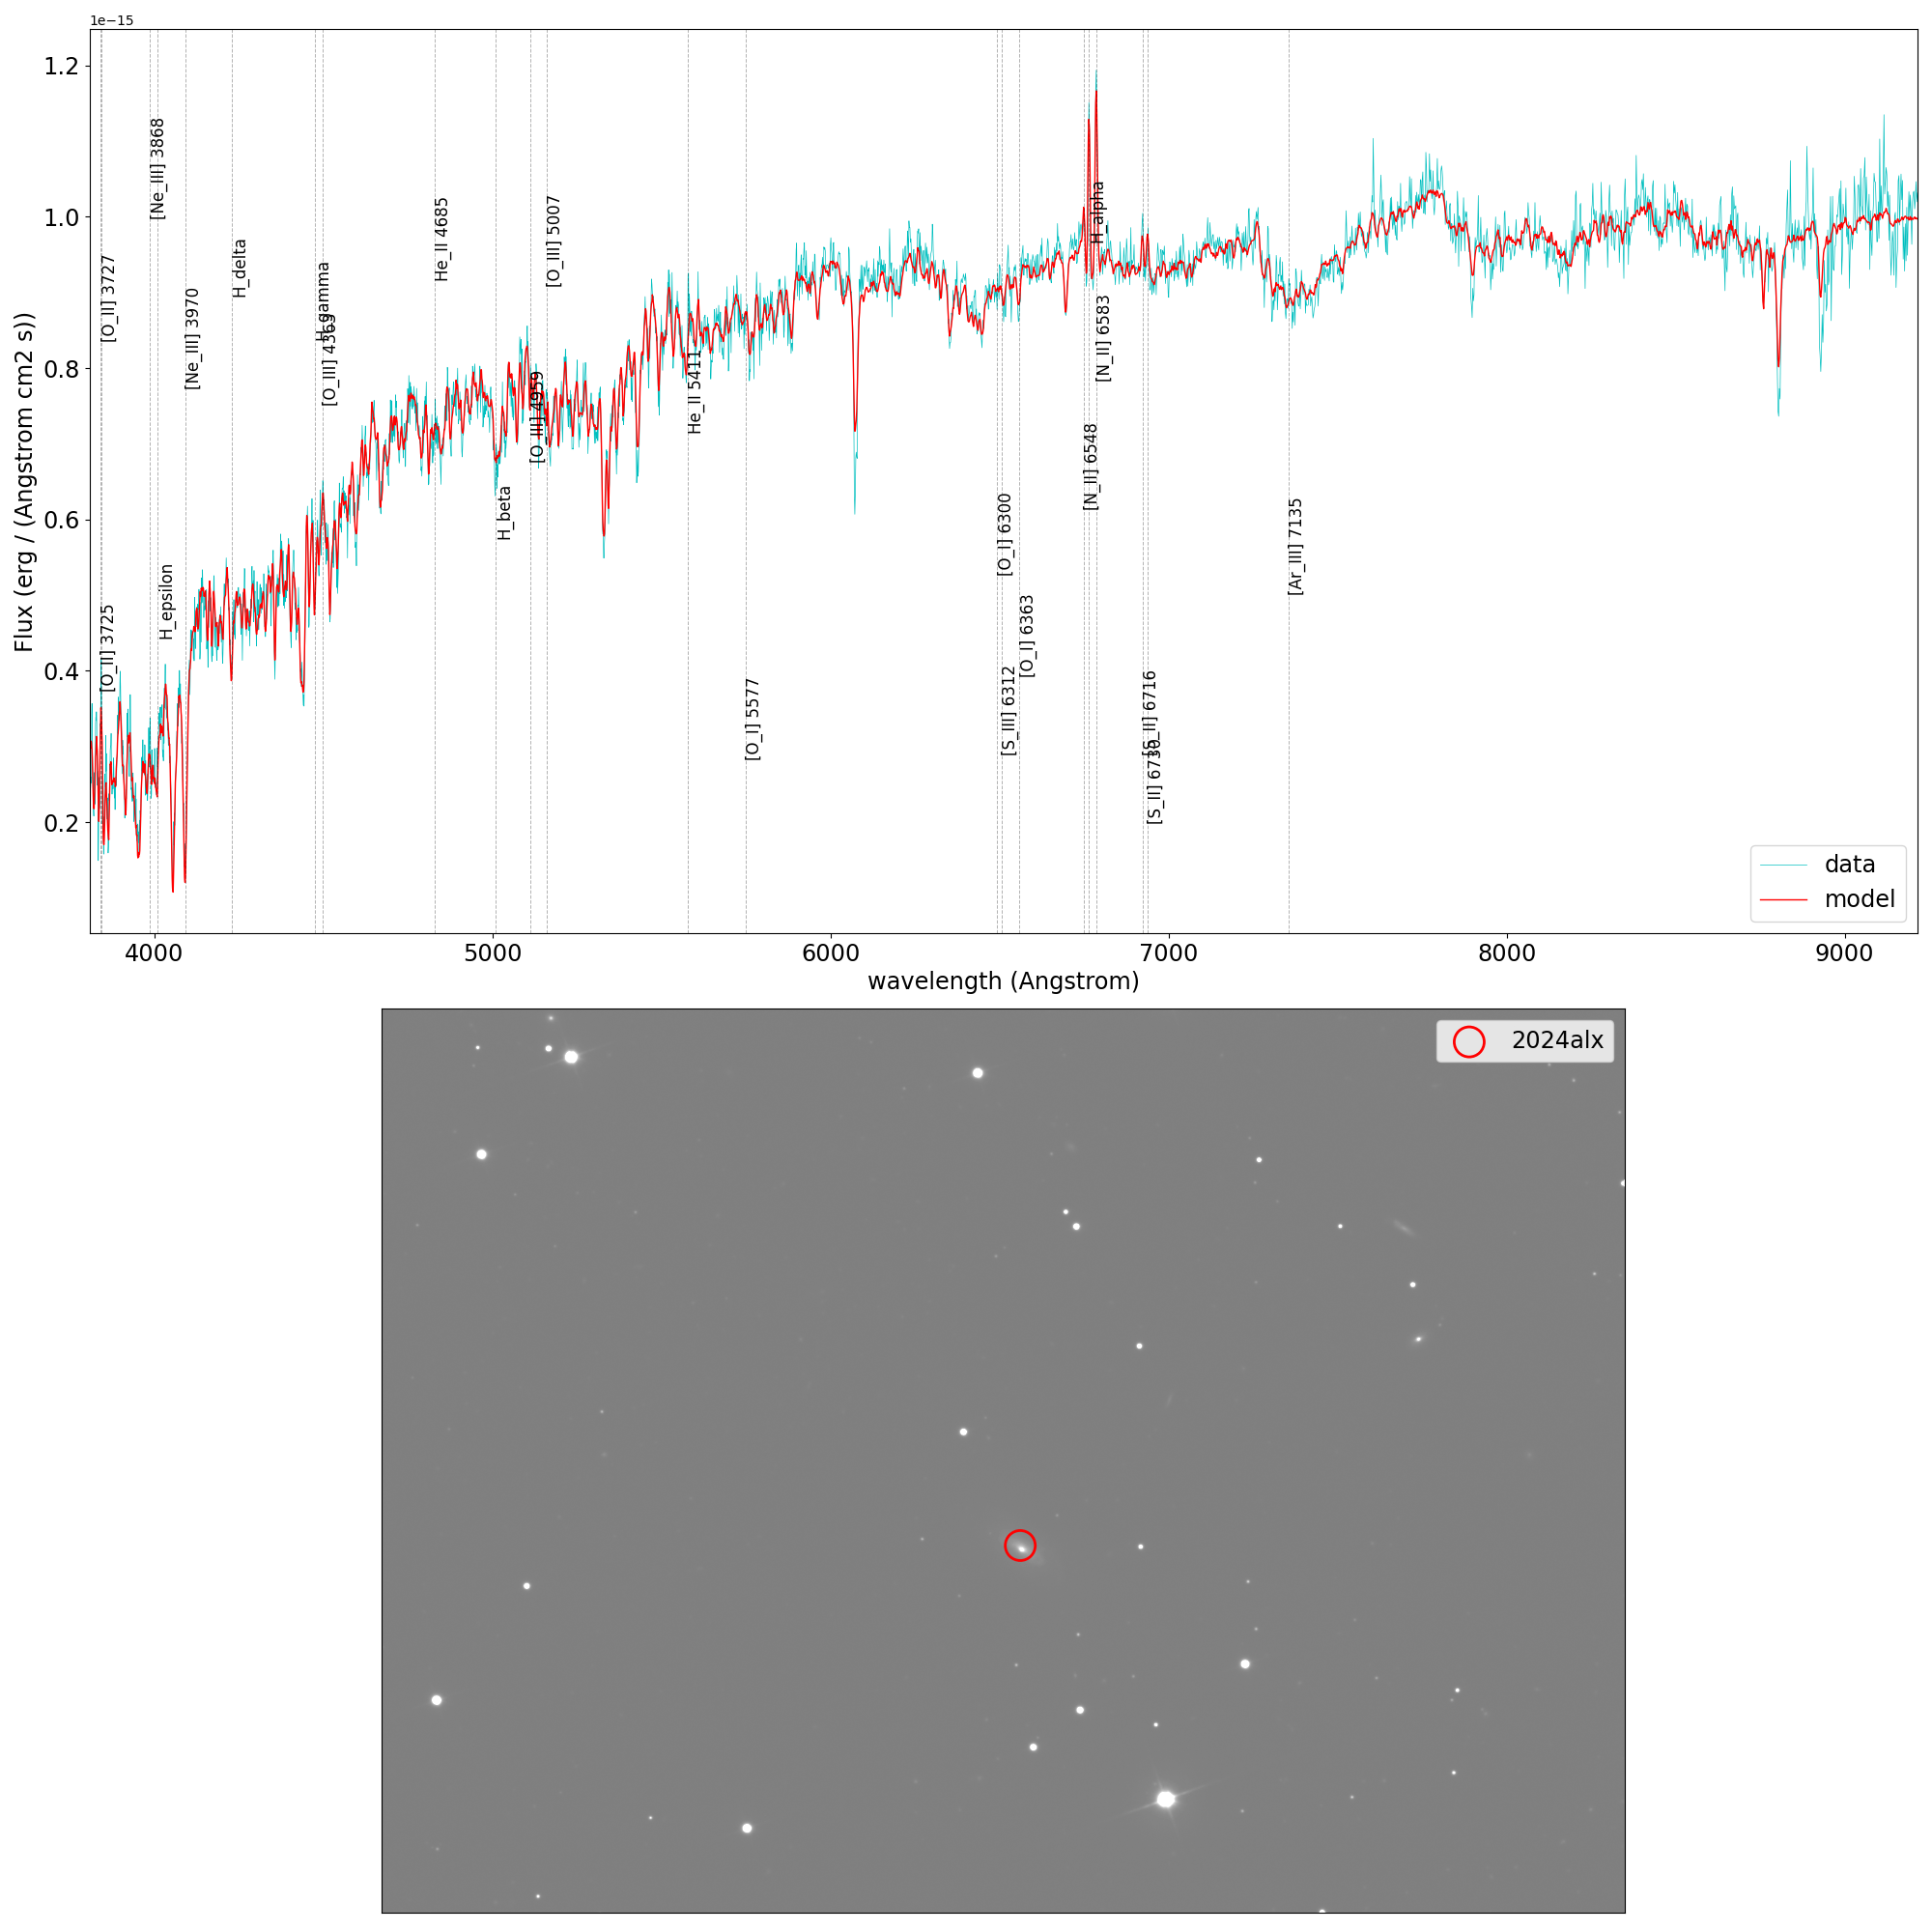 1e−15
1.2
1.0
0.8
0.6
0.4
0.2
Flux (erg / (Angstrom cm2 s))
[O_II] 3725
[O_II] 3727
[Ne_III] 3868
H_epsilon
[Ne_III] 3970
H_delta
H_gamma
[O_III] 4363
He_II 4685
H_beta
[O_III] 4959
[O_III] 5007
He_II 5411
[O_I] 5577
[O_I] 6300
[S_III] 6312
[O_I] 6363
[N_II] 6548
H_alpha
[N_II] 6583
[S_II] 6716
[S_II] 6730
[Ar_III] 7135
data
model
4000 5000 6000 7000 8000 9000
wavelength (Angstrom)
2024alx